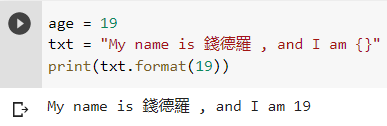 age = 19
txt = "My name is 錢德羅 , and I am {}"
print(txt.format(19))
My name is 錢德羅 , and I am 19